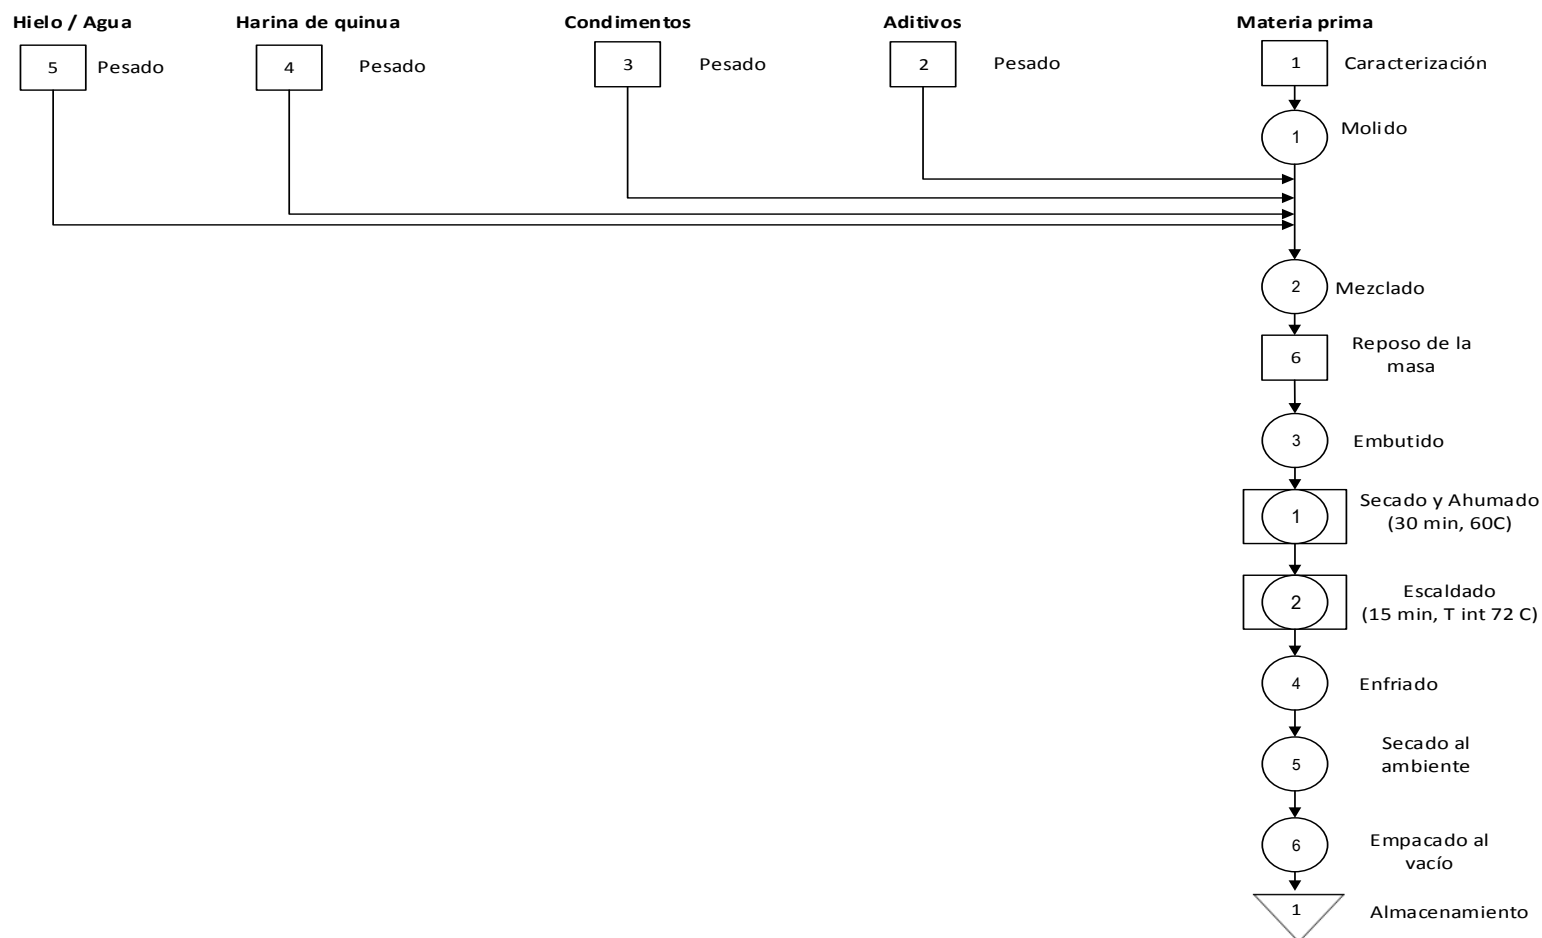 Hielo / Agua
Harina de quinua
Condimentos
Aditivos
Materia prima
5
Pesado
4
Pesado
3
Pesado
2
Pesado
1
Caracterización
1
Molido
2
Mezclado
6
Reposo de la
masa
3
Embutido
1
Secado y Ahumado
(30 min, 60C)
2
Escaldado
(15 min, T int 72 C)
4
Enfriado
5
Secado al
ambiente
6
Empacado al
vacío
1
Almacenamiento